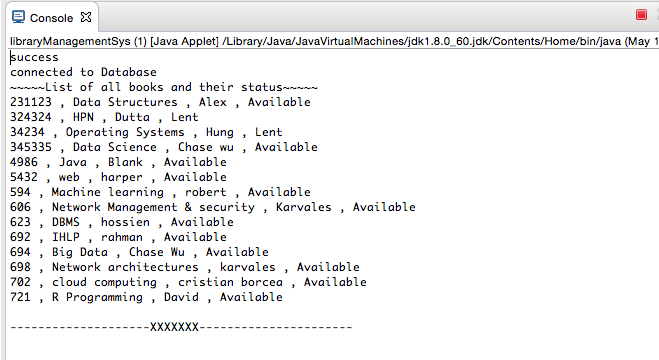 Console
libraryManagementSys (1) [Java Applet] /Library/Java/JavaVirtualMachines/jdk1.8.0_60.jdk/Contents/Home/bin/java (May 1
success
connected to Database
~~~~~List of all books and their status~~~~~
231123 , Data Structures , Alex , Available
324324 , HPN , Dutta , Lent
34234 , Operating Systems , Hung , Lent
345335 , Data Science , Chase wu , Available
4986 , Java , Blank , Available
5432 , web , harper , Available
594 , Machine learning , robert , Available
606 , Network Management & security , Karvales , Available
623 , DBMS , hossien , Available
692 , IHLP , rahman , Available
694 , Big Data , Chase Wu , Available
698 , Network architectures , karvales , Available
702 , cloud computing , cristian borcea , Available
721 , R Programming , David , Available
--------------------XXXXXXX----------------------